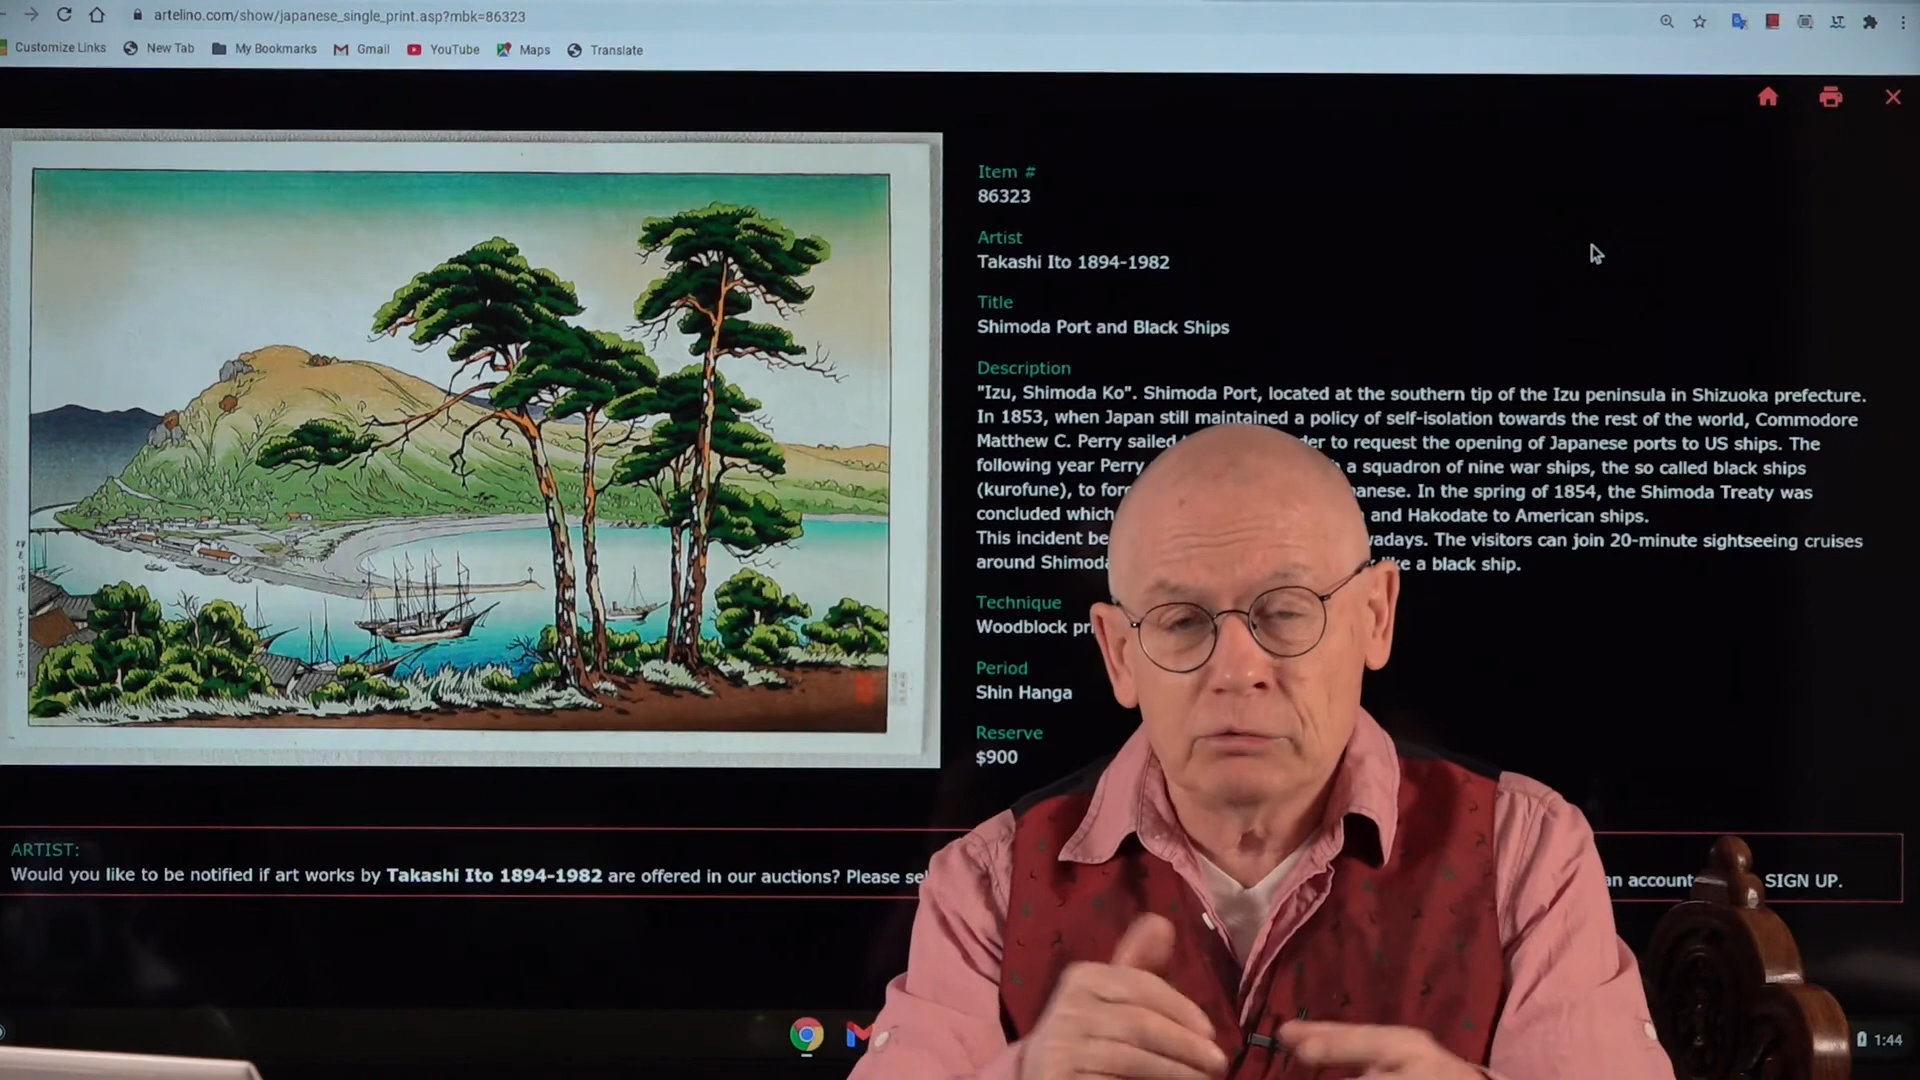 artelino.com/show/japanese_single_print.asp?mbk=86323
Customize Links
New Tab
My Bookmarks
Gmail
YouTube
Maps
Translate
Item #
86323
Artist
Takashi Ito 1894-1982
Title
Shimoda Port and Black Ships
Description
"Izu, Shimoda Ko". Shimoda Port, located at the southern tip of the Izu peninsula in Shizuoka prefecture.
In 1853, when Japan still maintained a policy of self-isolation towards the rest of the world, Commodore
Matthew C. Perry sailed to request the opening of Japanese ports to US ships. The
following year Perry a squadron of nine war ships, the so called black ships
(kurofune), to In the spring of 1854, the Shimoda Treaty was
concluded which and Hakodate to American ships.
This incident The visitors can join 20-minute sightseeing cruises
around a black ship.
Technique
Woodblock
Period
Shin Hanga
Reserve
$900
ARTIST:
Would you like to be notified if art works by Takashi Ito 1894-1982 are offered in our auctions? Please an account SIGN UP.
1:44